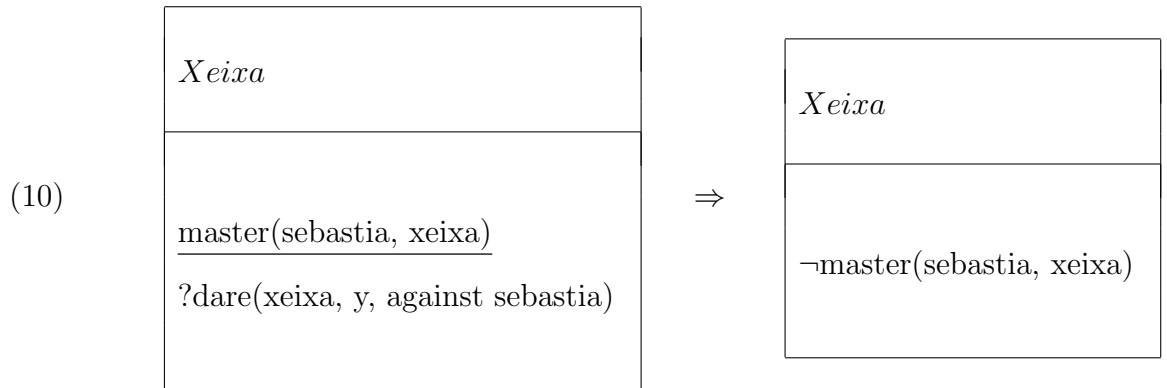 Xeixa
Xeixa
(10)
master(sebastia, xeixa)
?dare(xeixa, y, against sebastia)
⇒
¬master(sebastia, xeixa)